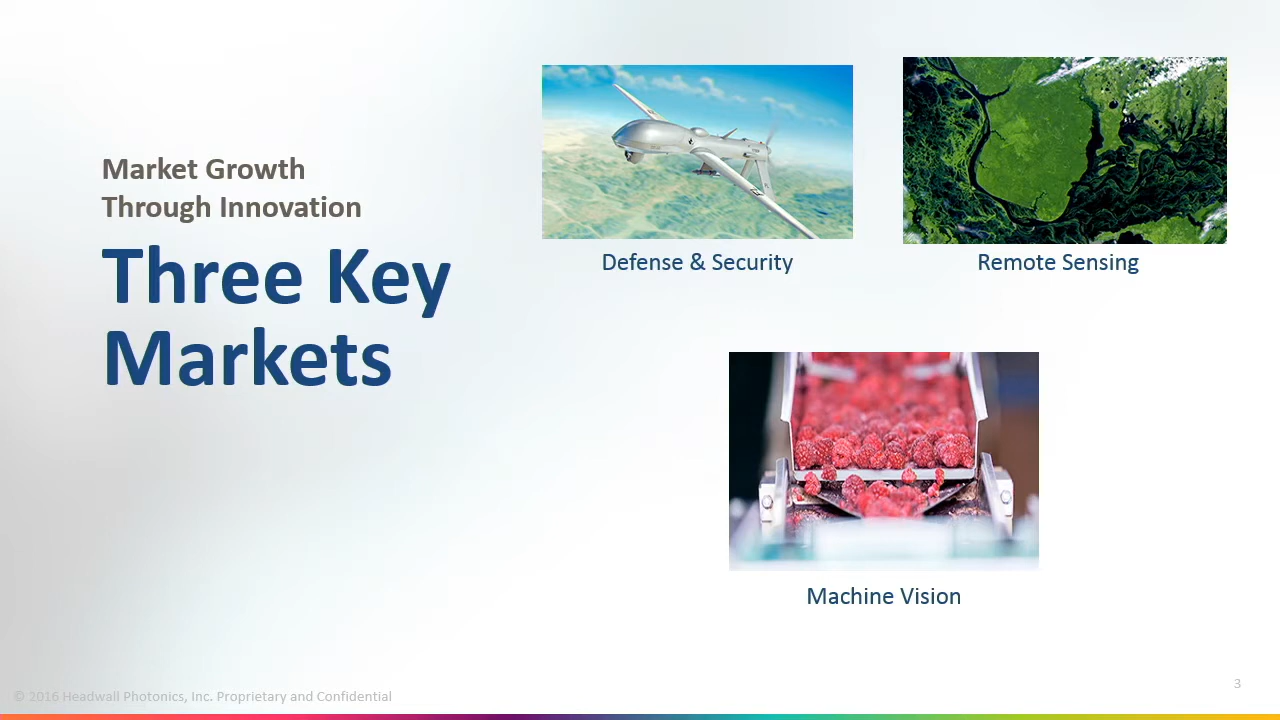 Market Growth
Through Innovation
Three Key
Markets
Defense & Security
Remote Sensing
Machine Vision
© 2016 Headwall Photonics, Inc. Proprietary and Confidential
3